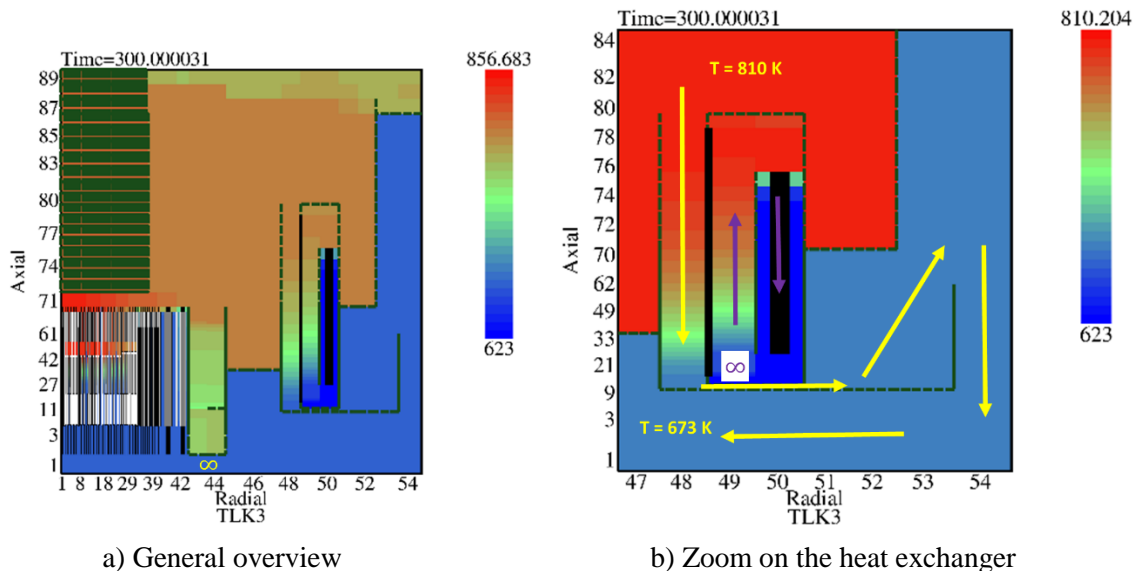 Time=300.000031
856.683
89
87
85
83
80
77
74
71
61
42
27
11
3
1
Axial
623
∞
1 8 18 29 39 42 44 46 48 50 52 54
Radial
TLK3
a) General overview
Time=300.000031
810.204
84
82
80
78
76
74
72
70
62
49
33
21
9
3
1
Axial
T = 810 K
∞
T = 673 K
623
47 48 49 50 51 52 53 54
Radial
TLK3
b) Zoom on the heat exchanger